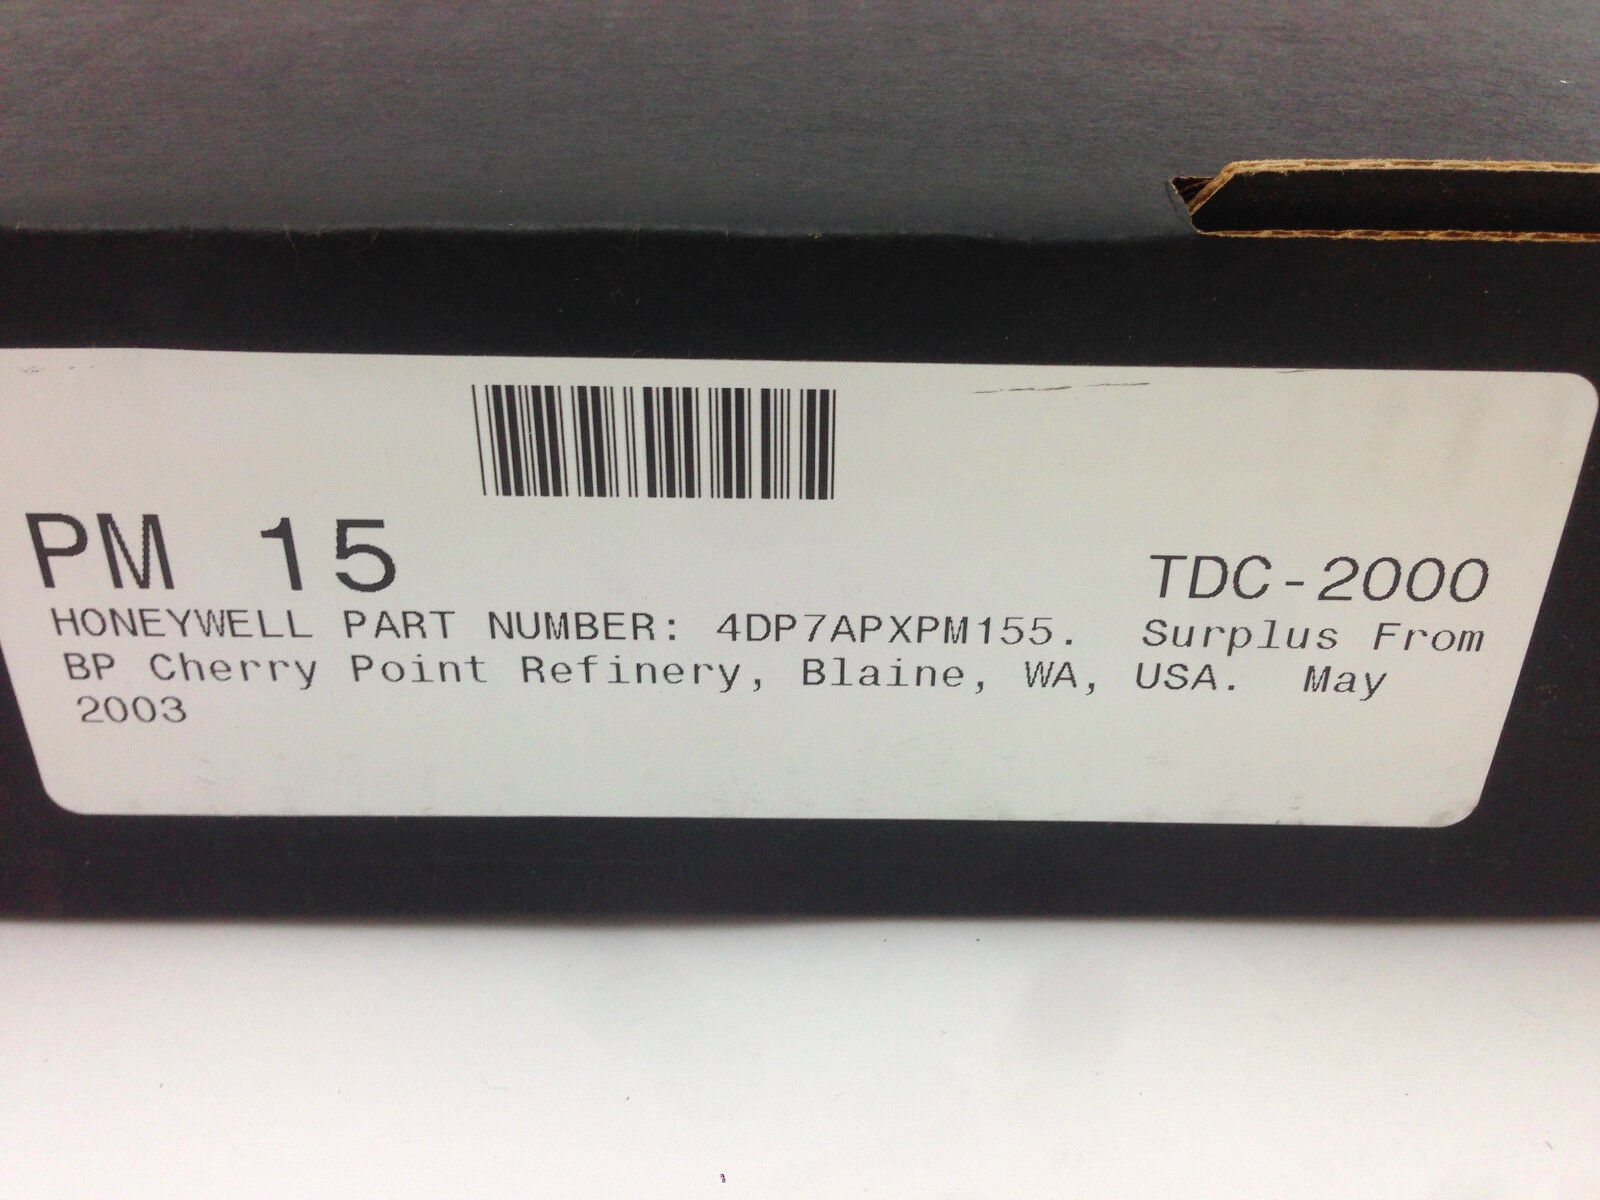 PM 15
TDC-2000
HONEYWELL PART NUMBER: 4DP7APXPM155. Surplus From
BP Cherry Point Refinery, Blaine, WA, USA. May
2003